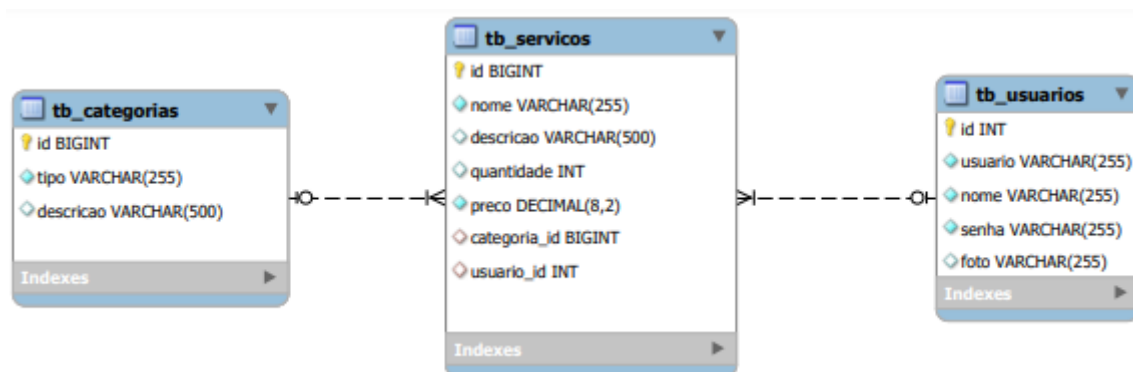 tb_categorias
id BIGINT
tipo VARCHAR(255)
descricao VARCHAR(500)
Indexes
tb_servicos
id BIGINT
nome VARCHAR(255)
descricao VARCHAR(500)
quantidade INT
preco DECIMAL(8,2)
categoria_id BIGINT
usuario_id INT
Indexes
tb_usuarios
id INT
usuario VARCHAR(255)
nome VARCHAR(255)
senha VARCHAR(255)
foto VARCHAR(255)
Indexes